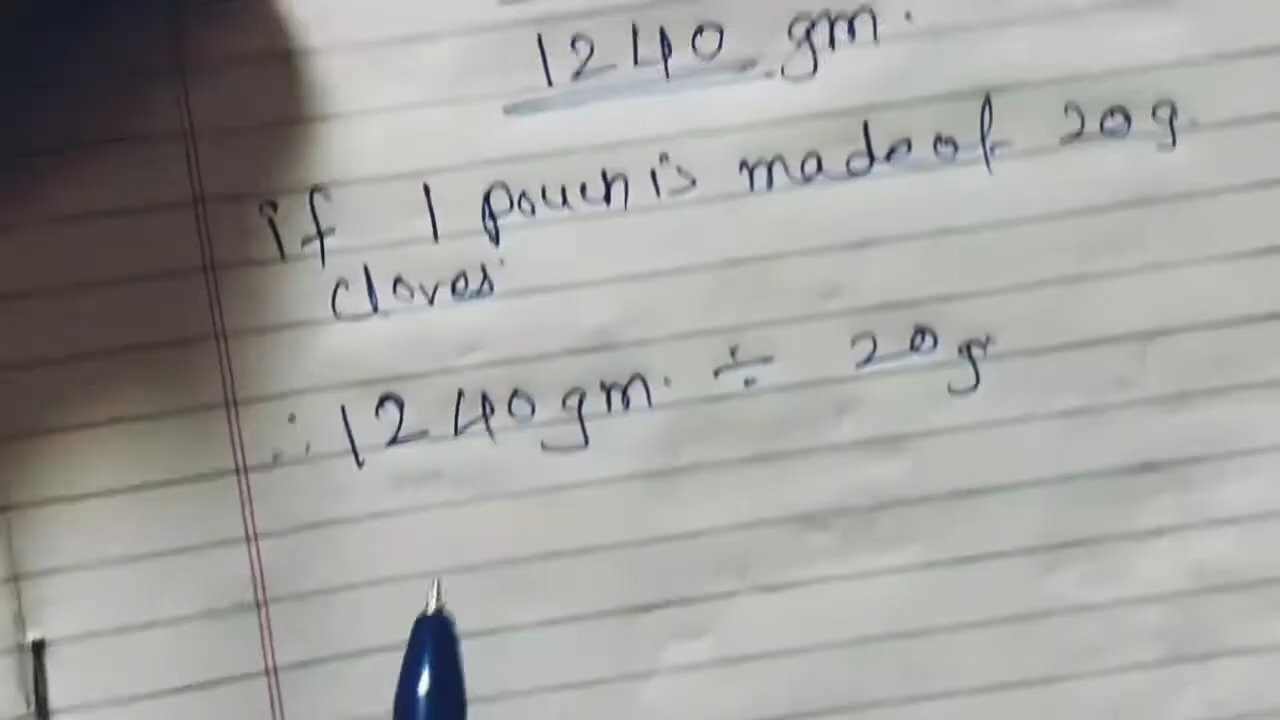 1240 gm.
if 1 pouch is made of 20g.
cloves
∴ 1240gm. ÷ 20g